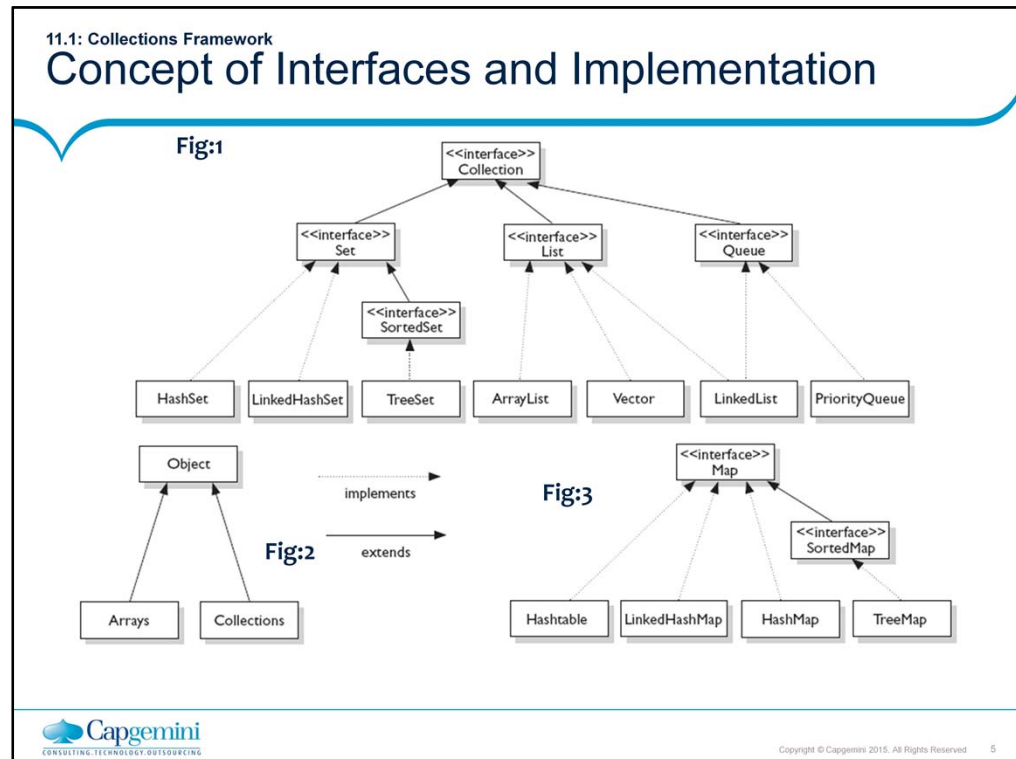 11.1: Collections Framework
Concept of Interfaces and Implementation
Fig:1
<<interface>>
Collection
<<interface>>
Set
<<interface>>
List
<<interface>>
Queue
<<interface>>
SortedSet
HashSet
LinkedHashSet
TreeSet
ArrayList
Vector
LinkedList
PriorityQueue
Object
implements
extends
Fig:2
Arrays
Collections
Fig:3
<<interface>>
Map
<<interface>>
SortedMap
Hashtable
LinkedHashMap
HashMap
TreeMap
Capgemini
CONSULTING.TECHNOLOGY.OUTSOURCING
Copyright © Capgemini 2015. All Rights Reserved 5